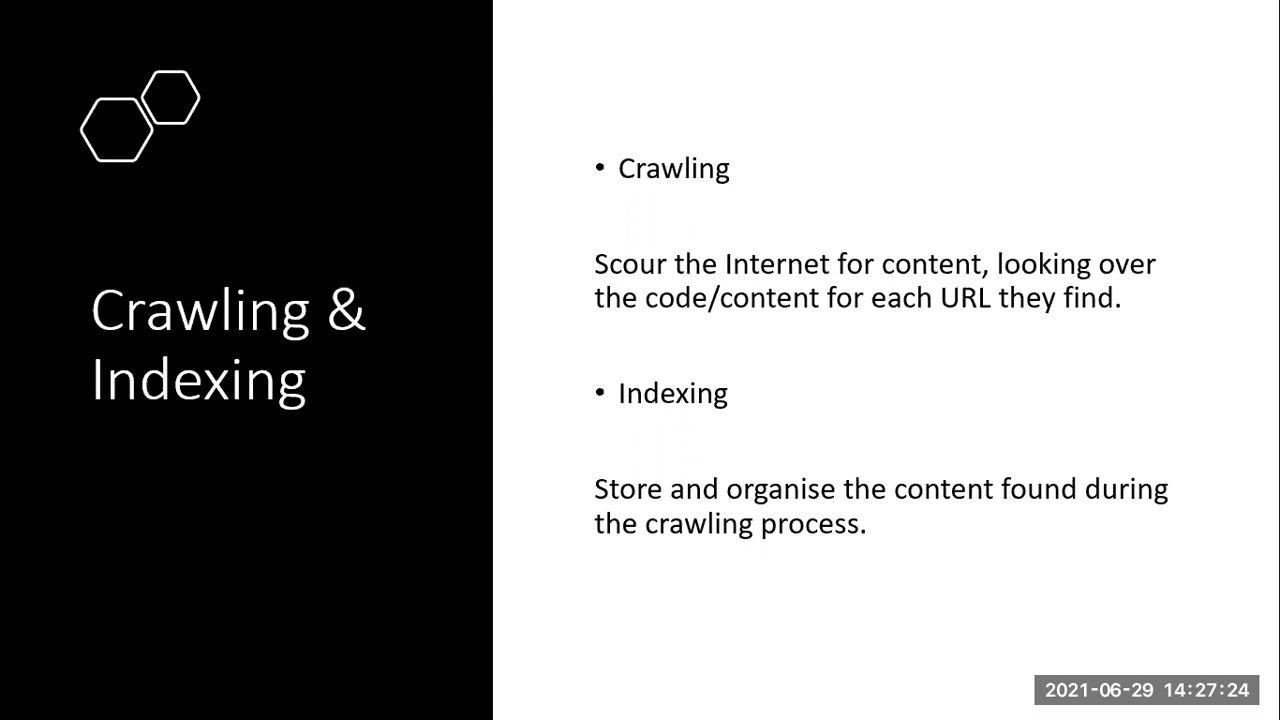 Crawling &
Indexing
• Crawling
Scour the Internet for content, looking over
the code/content for each URL they find.
• Indexing
Store and organise the content found during
the crawling process.
2021-06-29 14:27:24